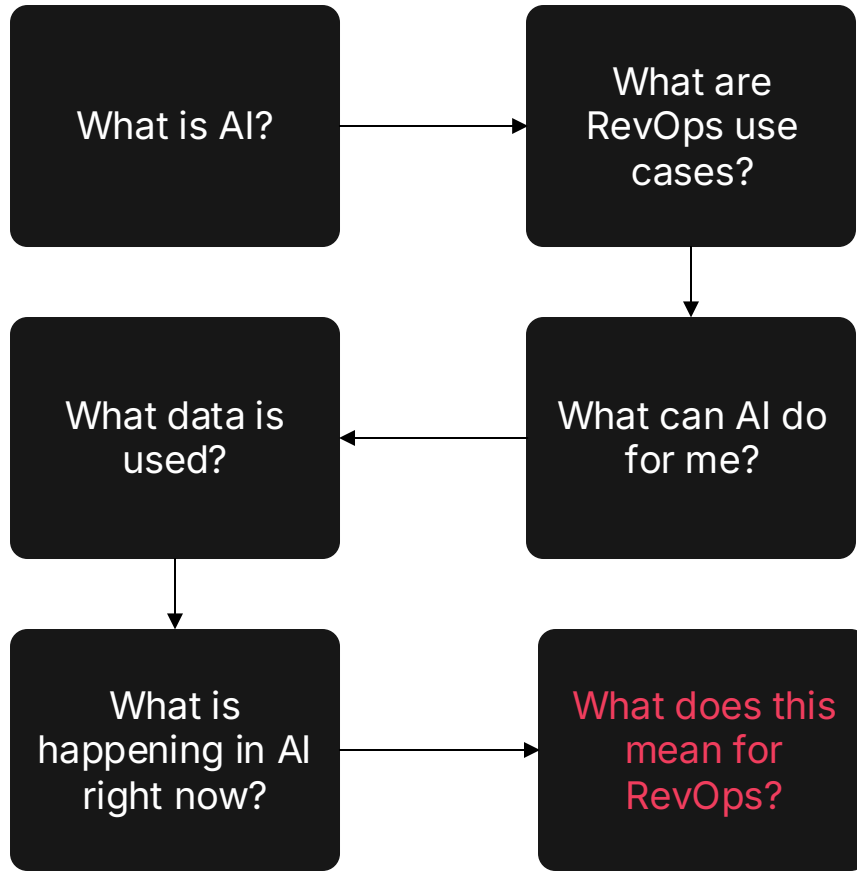 What is AI?
What are
RevOps use
cases?
What can AI do
for me?
What data is
used?
What is
happening in AI
right now?
What does this
mean for
RevOps?